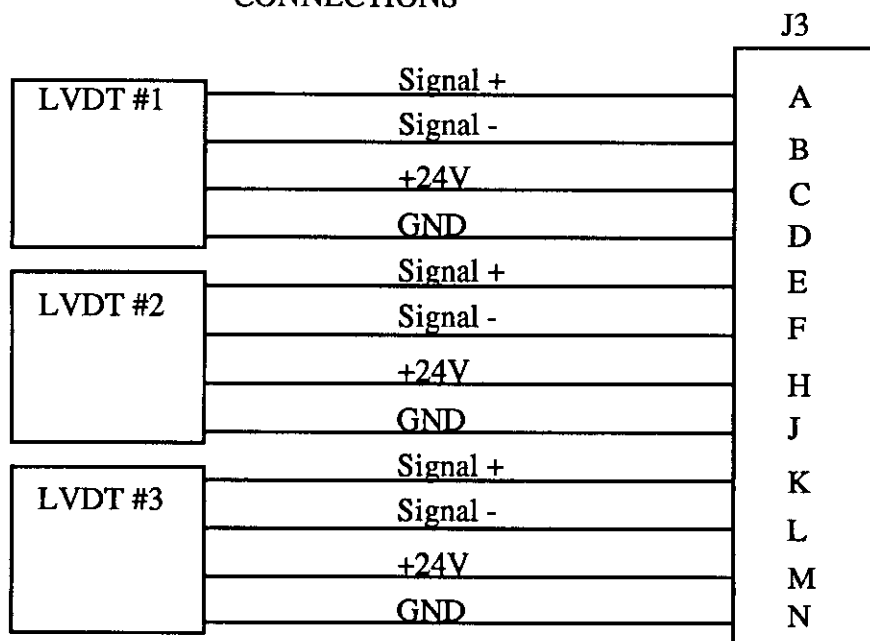 CONNECTIONS
J3
LVDT #1
Signal + A
Signal - B
+24V C
GND D
LVDT #2
Signal + E
Signal - F
+24V H
GND J
LVDT #3
Signal + K
Signal - L
+24V M
GND N